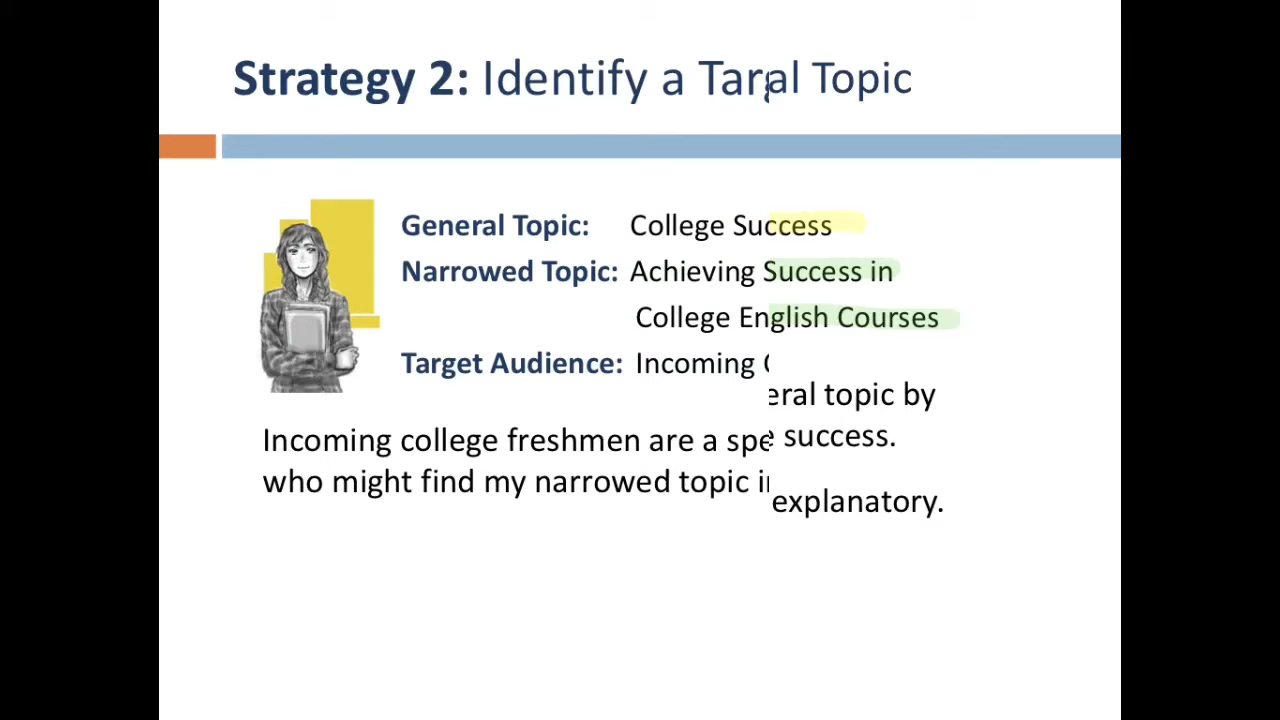 Strategy 2: Identify a Taral Topic
General Topic: College Success
Narrowed Topic: Achieving Success in
College English Courses
Target Audience: Incoming
eral topic by
Incoming college freshmen are a spe
success.
who might find my narrowed topic
explanatory.